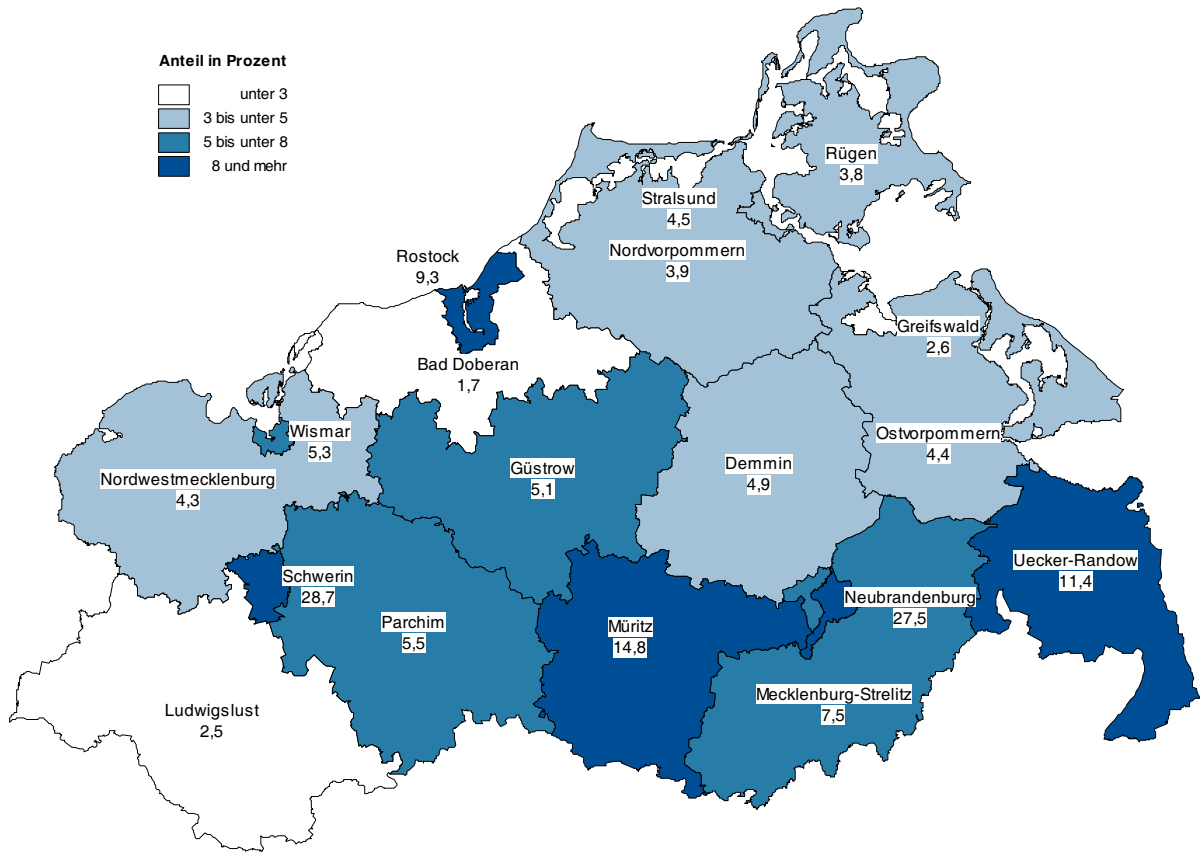 Anteil in Prozent
unter 3
3 bis unter 5
5 bis unter 8
8 und mehr
Rügen
3,8
Stralsund
4,5
Nordvorpommern
3,9
Rostock
9,3
Greifswald
2,6
Bad Doberan
1,7
Wismar
5,3
Ostvorpommern
4,4
Güstrow
5,1
Demmin
4,9
Nordwestmecklenburg
4,3
Uecker-Randow
11,4
Schwerin
28,7
Neubrandenburg
27,5
Parchim
5,5
Müritz
14,8
Mecklenburg-Strelitz
7,5
Ludwigslust
2,5